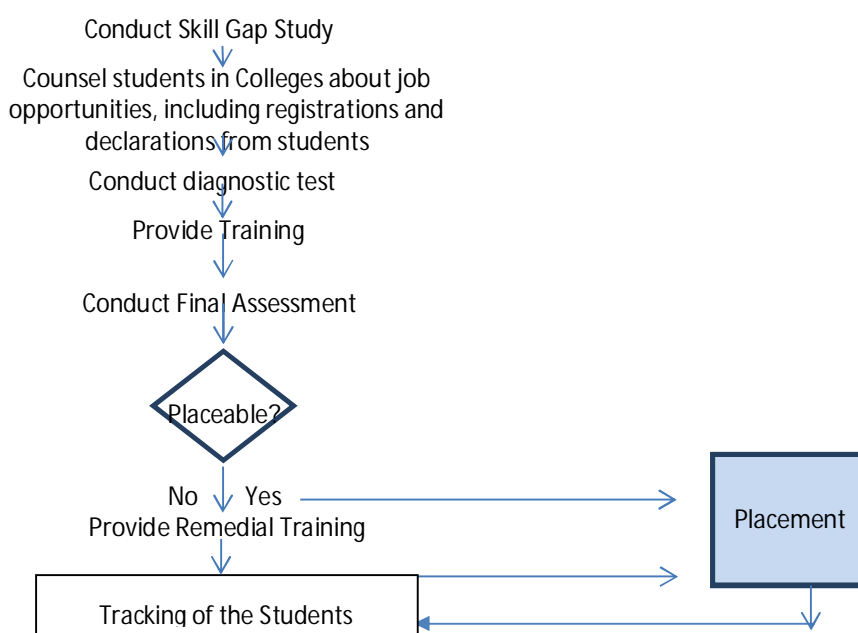 Conduct Skill Gap Study
Counsel students in Colleges about job
opportunities, including registrations and
declarations from students
Conduct diagnostic test
Provide Training
Conduct Final Assessment
Placeable?
No
Yes
Provide Remedial Training
Placement
Tracking of the Students